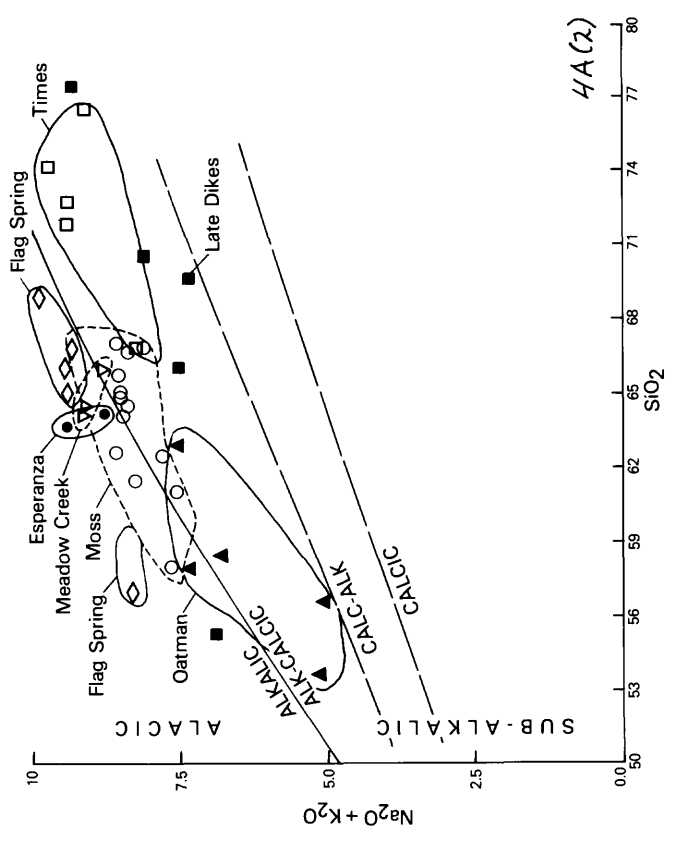 4A(2)
Times
Flag Spring
Late Dikes
Esperanza
Meadow Creek
Moss
Flag Spring
Oatman
ALKALIC
ALK-CALCIC
CALC-ALK
CALCIC
ALACIC
SUB-ALKALIC
Na2O + K2O
10
7.5
5.0
2.5
0.0
50
53
56
59
62
65
68
71
74
77
80
SiO2